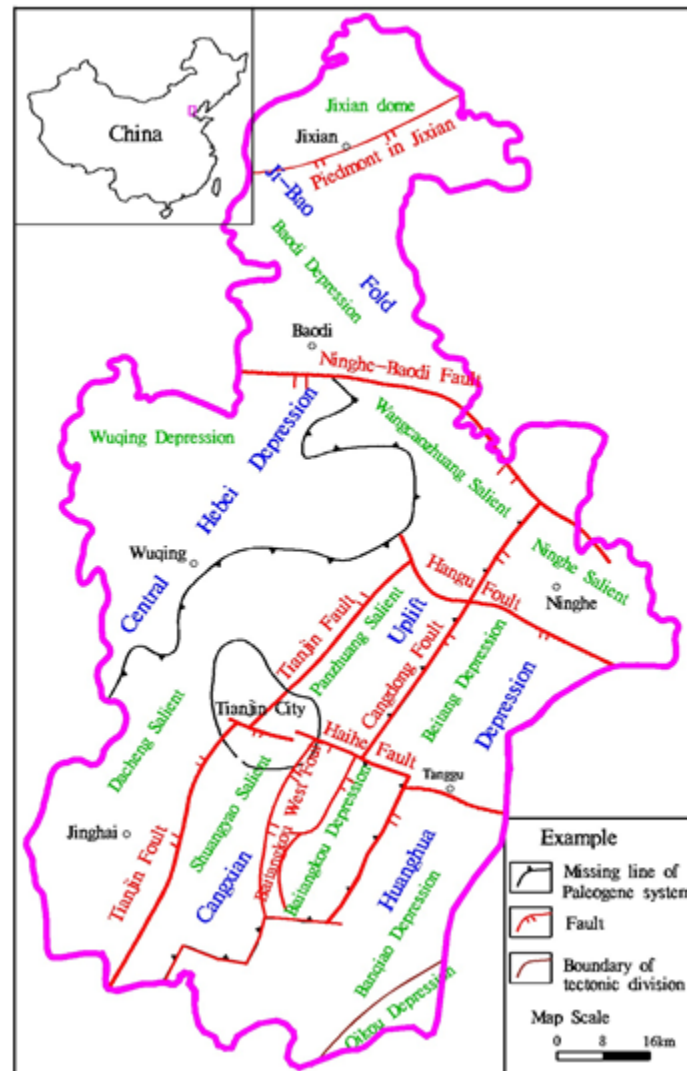 China
Jixian dome
Jixian
Piedmont in Jixian
Ji-Bao
Fold
Baodi Depression
Baodi
Ninghe-Baodi Fault
Wuqing Depression
Central Hebei Depression
Wangcaozhuang Salient
Wuqing
Ninghe Salient
Ninghe
Hangu Foult
Tianjin Fault
Panzhuang Salient
Uplift
Cangdong Foult
Beitang Depression
Depression
Tianjin City
Haihe Fault
Dacheng Salient
Tanggu
Jinghai
Shuangyao Salient
Baitangkou West Foult
Baitangkou Depression
Tianjin Foult
Cangxian
Huanghua
Banqiao Depression
Qikou Depression
Example
Missing line of
Paleogene system
Fault
Boundary of
tectonic division
Map Scale
0 8 16km